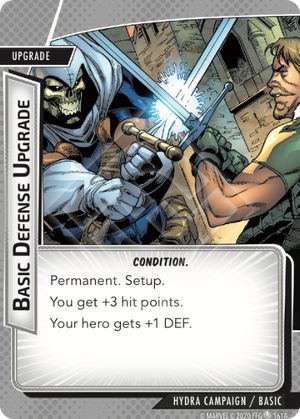 UPGRADE
BASIC DEFENSE UPGRADE
CONDITION.
Permanent. Setup.
You get +3 hit points.
Your hero gets +1 DEF.
HYDRA CAMPAIGN / BASIC
© MARVEL © 2020 FFG 161A